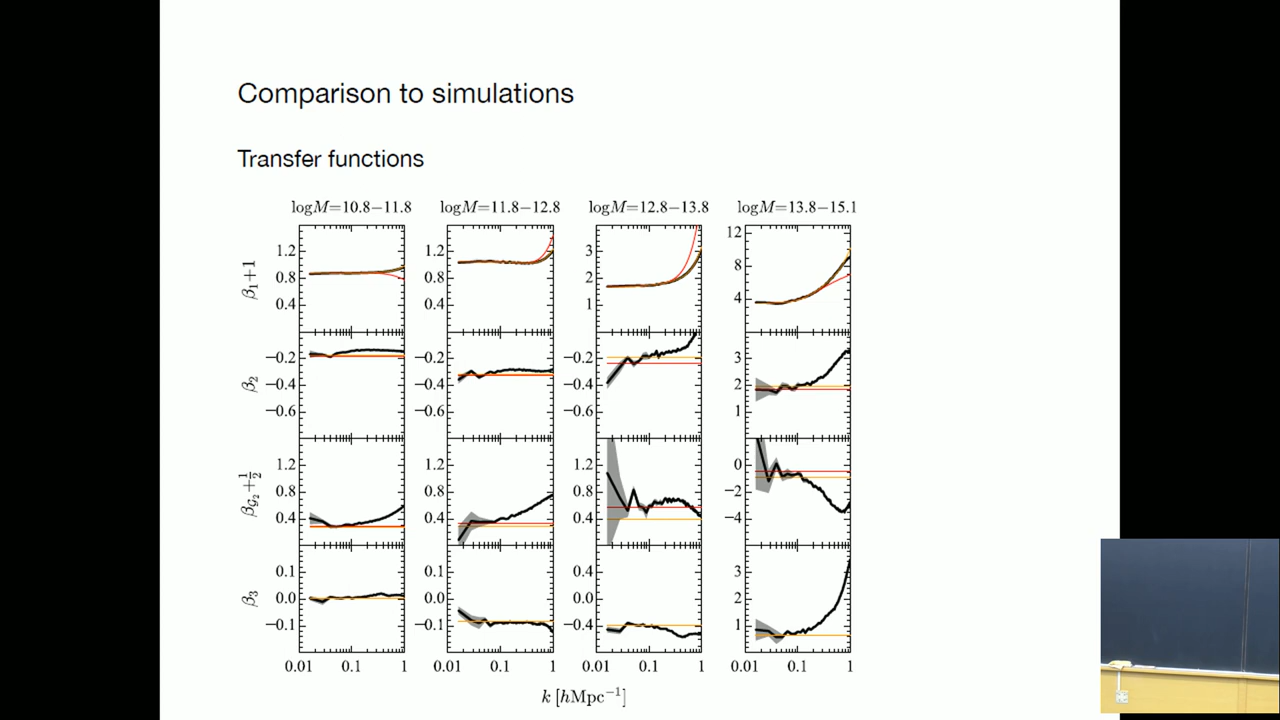 Comparison to simulations
Transfer functions
logM=10.8−11.8 logM=11.8−12.8 logM=12.8−13.8 logM=13.8−15.1
β₁+1
1.2 0.8 0.4
1.2 0.8 0.4
3 2 1
12 8 4
β₂
−0.2 −0.4 −0.6
−0.2 −0.4 −0.6
−0.2 −0.4 −0.6
3 2 1
β_𝒢₂+½
1.2 0.8 0.4
1.2 0.8 0.4
1.2 0.8 0.4
0 −2 −4
β₃
0.1 0.0 −0.1
0.1 0.0 −0.1
0.4 0.0 −0.4
3 2 1
0.01 0.1 1 0.01 0.1 1 0.01 0.1 1 0.01 0.1 1
k [hMpc⁻¹]